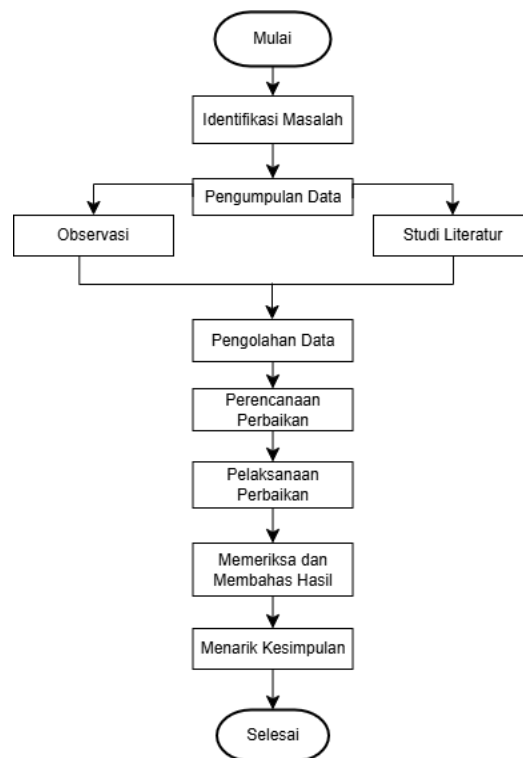 Mulai
Identifikasi Masalah
Pengumpulan Data
Observasi
Studi Literatur
Pengolahan Data
Perencanaan
Perbaikan
Pelaksanaan
Perbaikan
Memeriksa dan
Membahas Hasil
Menarik Kesimpulan
Selesai